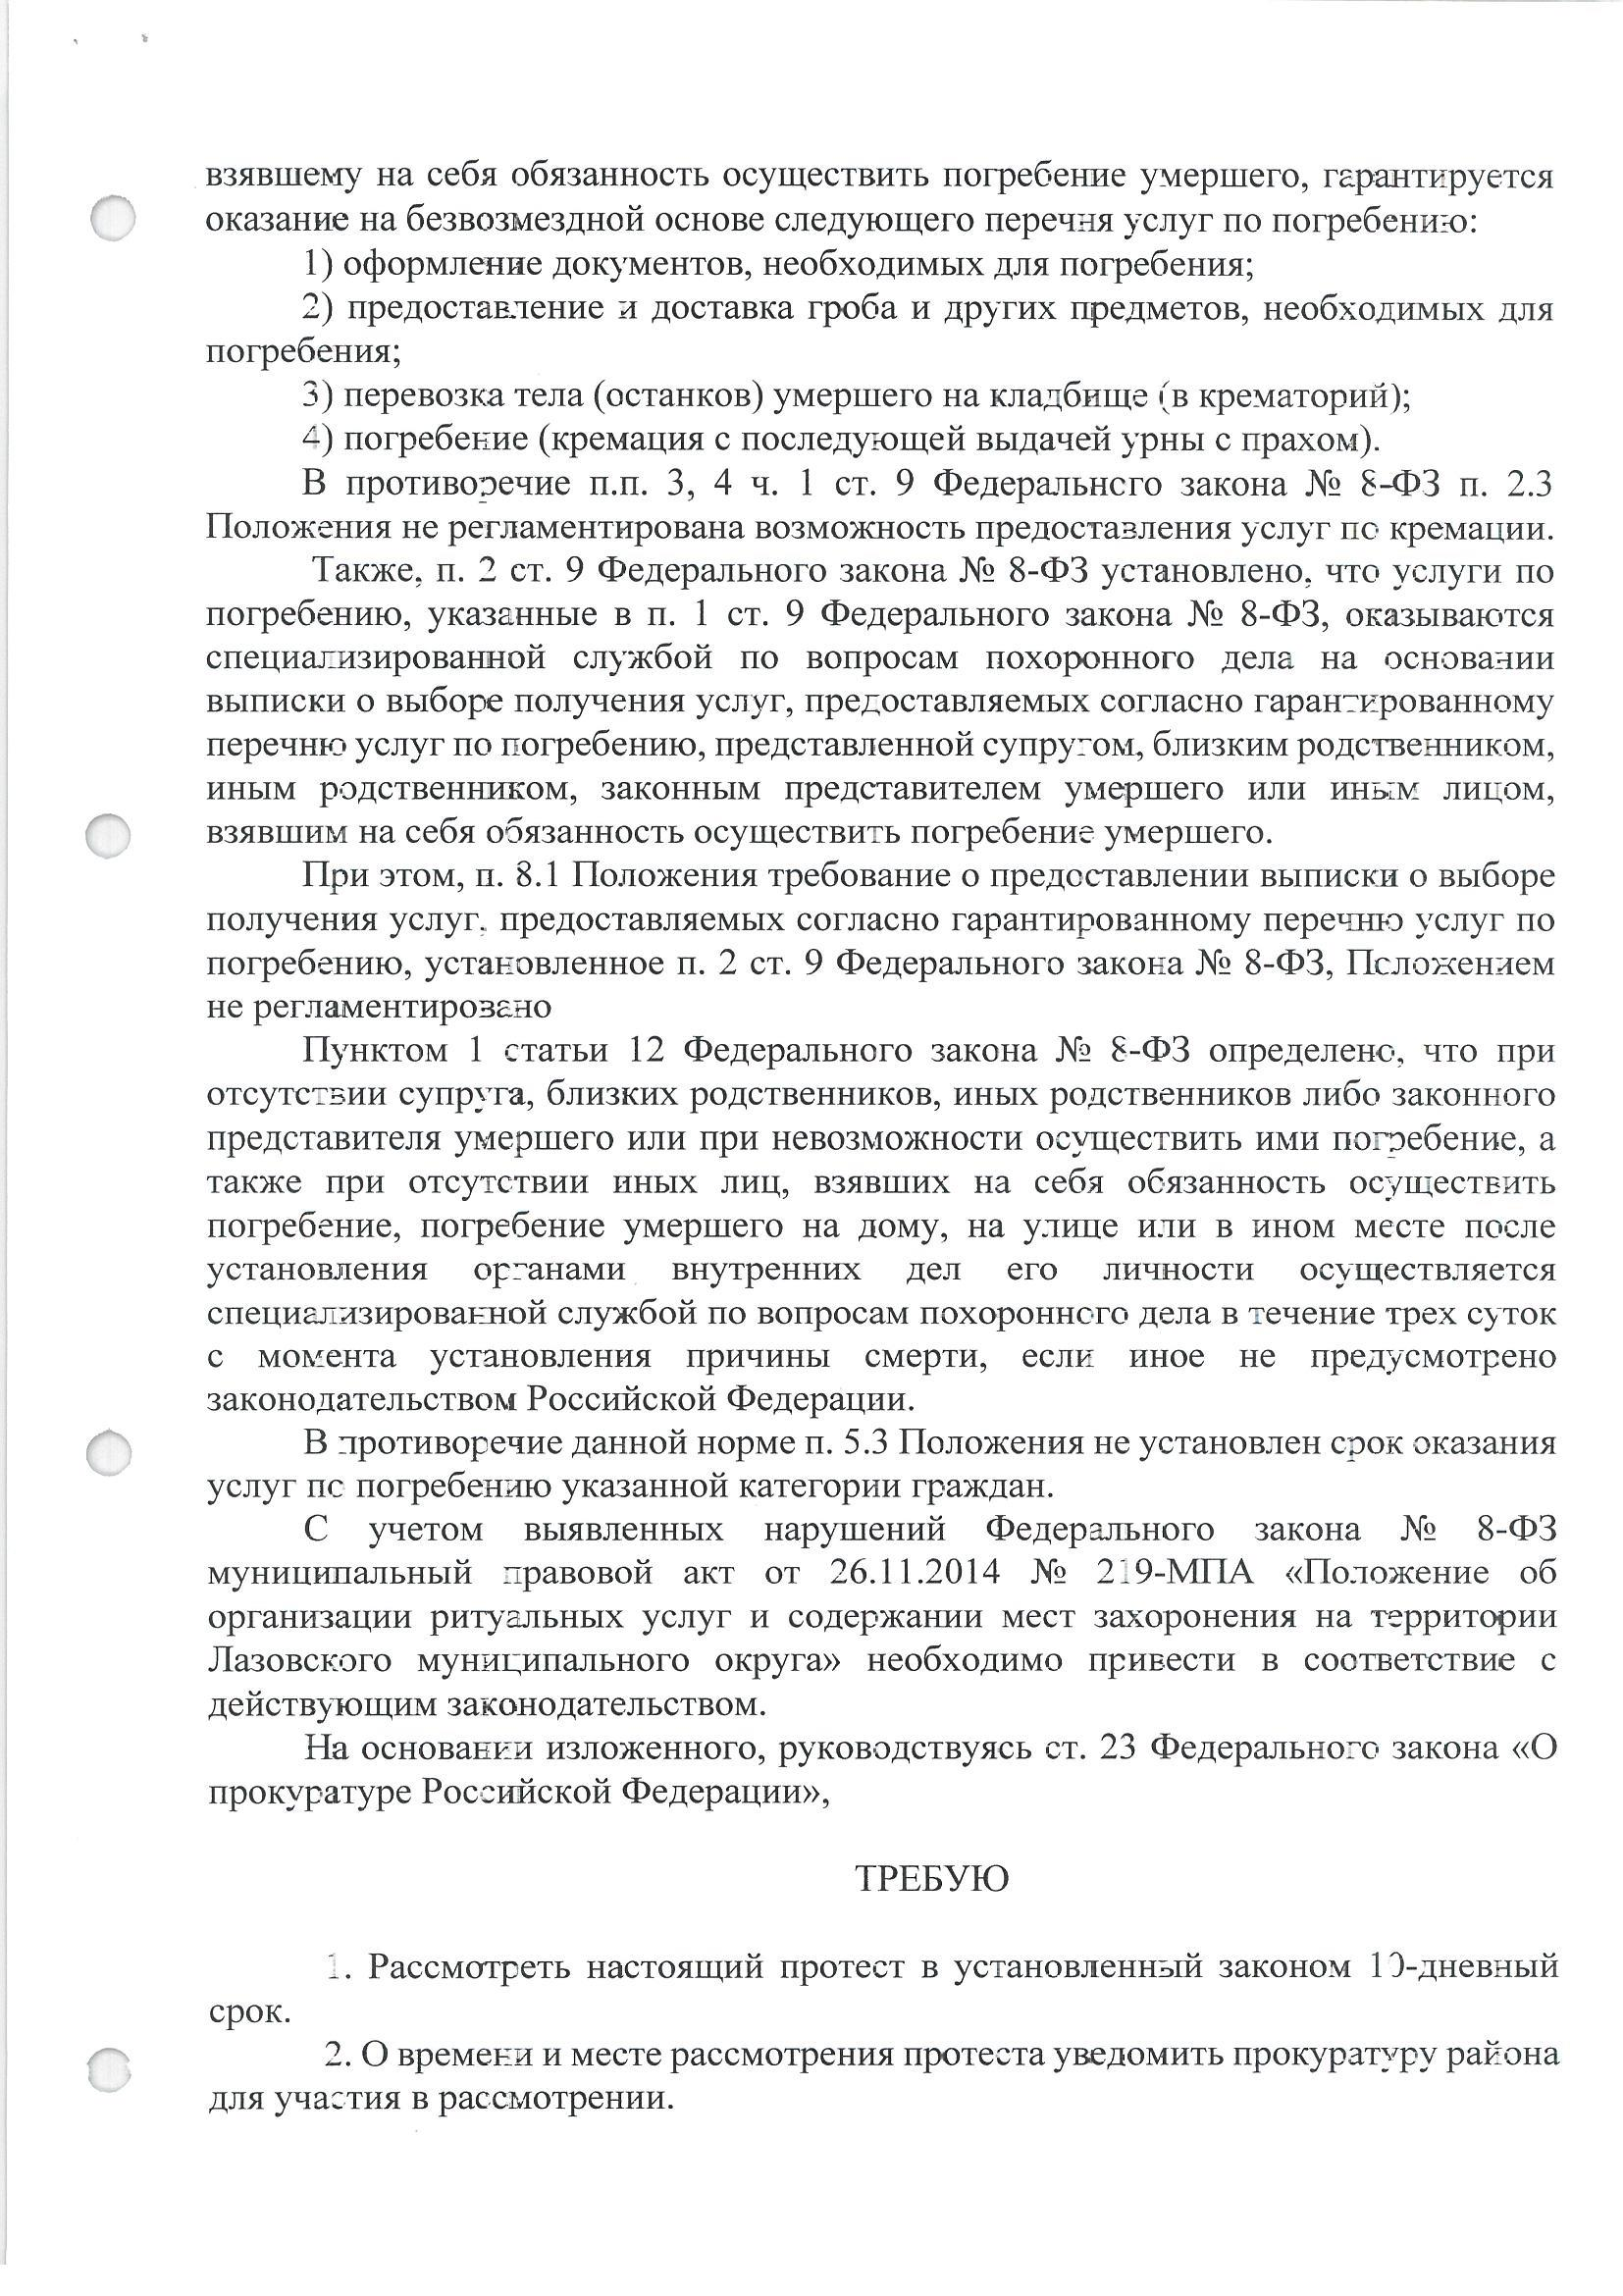 взявшему на себя обязанность осуществить погребение умершего, гарантируется
оказание на безвозмездной основе следующего перечня услуг по погребению:
1) оформление документов, необходимых для погребения;
2) предоставление и доставка гроба и других предметов, необходимых для
погребения;
3) перевозка тела (останков) умершего на кладбище (в крематорий);
4) погребение (кремация с последующей выдачей урны с прахом).
В противоречие п.п. 3, 4 ч. 1 ст. 9 Федерального закона № 8-ФЗ п. 2.3
Положения не регламентирована возможность предоставления услуг по кремации.
Также, п. 2 ст. 9 Федерального закона № 8-ФЗ установлено, что услуги по
погребению, указанные в п. 1 ст. 9 Федерального закона № 8-ФЗ, оказываются
специализированной службой по вопросам похоронного дела на основании
выписки о выборе получения услуг, предоставляемых согласно гарантированному
перечню услуг по погребению, представленной супругом, близким родственником,
иным родственником, законным представителем умершего или иным лицом,
взявшим на себя обязанность осуществить погребение умершего.
При этом, п. 8.1 Положения требование о предоставлении выписки о выборе
получения услуг, предоставляемых согласно гарантированному перечню услуг по
погребению, установленное п. 2 ст. 9 Федерального закона № 8-ФЗ, Положением
не регламентировано
Пунктом 1 статьи 12 Федерального закона № 8-ФЗ определено, что при
отсутствии супруга, близких родственников, иных родственников либо законного
представителя умершего или при невозможности осуществить ими погребение, а
также при отсутствии иных лиц, взявших на себя обязанность осуществить
погребение, погребение умершего на дому, на улице или в ином месте после
установления органами внутренних дел его личности осуществляется
специализированной службой по вопросам похоронного дела в течение трех суток
с момента установления причины смерти, если иное не предусмотрено
законодательством Российской Федерации.
В противоречие данной норме п. 5.3 Положения не установлен срок оказания
услуг по погребению указанной категории граждан.
С учетом выявленных нарушений Федерального закона № 8-ФЗ
муниципальный правовой акт от 26.11.2014 № 219-МПА «Положение об
организации ритуальных услуг и содержании мест захоронения на территории
Лазовского муниципального округа» необходимо привести в соответствие с
действующим законодательством.
На основании изложенного, руководствуясь ст. 23 Федерального закона «О
прокуратуре Российской Федерации»,
ТРЕБУЮ
1. Рассмотреть настоящий протест в установленный законом 10-дневный
срок.
2. О времени и месте рассмотрения протеста уведомить прокуратуру района
для участия в рассмотрении.